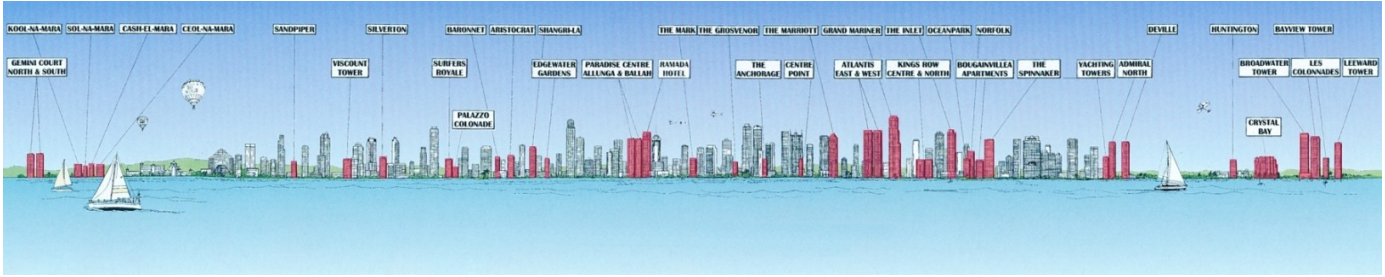 KOOL-NA-MARA
SOL-NA-MARA
CASH-EL-MARA
CEOL-NA-MARA
SANDPIPER
SILVERTON
BARONNET
ARISTOCRAT
SHANGRI-LA
THE MARK
THE GROSVENOR
THE MARRIOTT
GRAND MARINER
THE INLET
OCEANPARK
NORFOLK
DEVILLE
HUNTINGTON
BAYVIEW TOWER
GEMINI COURT
NORTH & SOUTH
VISCOUNT
TOWER
SURFERS
ROYALE
EDGEWATER
GARDENS
PARADISE CENTRE
ALLUNGA & BALLAH
RAMADA
HOTEL
THE
ANCHORAGE
CENTRE
POINT
ATLANTIS
EAST & WEST
KINGS HOW
CENTRE & NORTH
BOUGAINVILLEA
APARTMENTS
THE
SPINNAKER
YACHTING
TOWERS
ADMIRAL
NORTH
BROADWATER
TOWER
LES
COLONNADES
LEEWARD
TOWER
PALAZZO
COLONADE
CRYSTAL
BAY